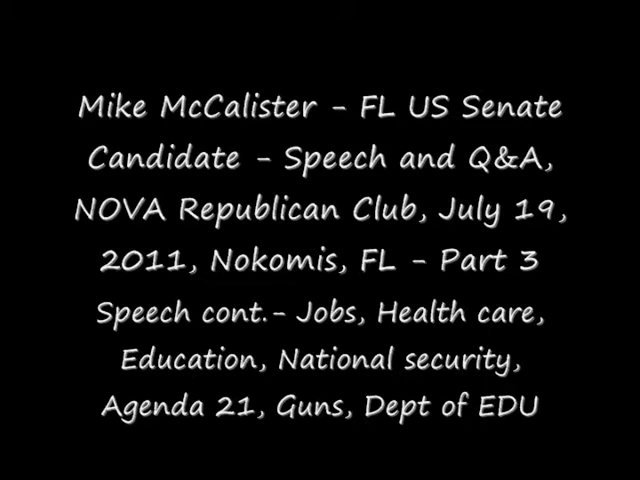 Mike McCalister - FL US Senate
Candidate - Speech and Q&A,
NOVA Republican Club, July 19,
2011, Nokomis, FL - Part 3
Speech cont.- Jobs, Health care,
Education, National security,
Agenda 21, Guns, Dept of EDU